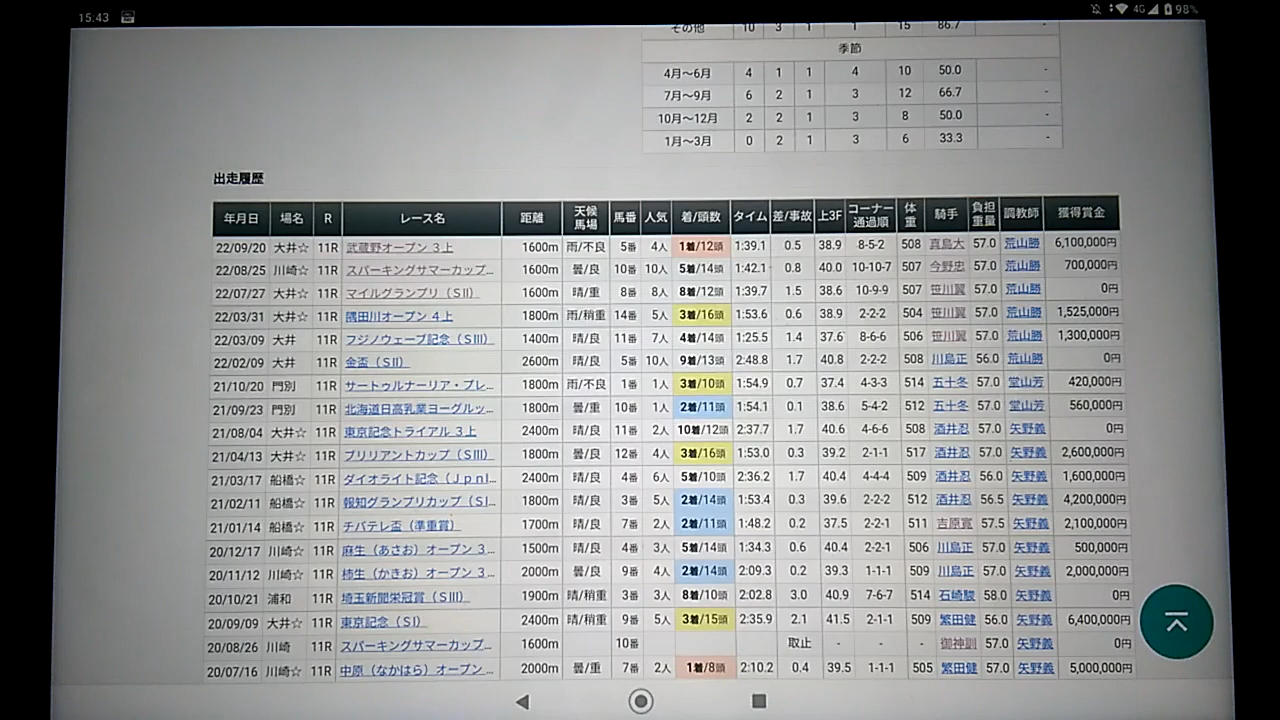 15:43
4G 98%
その他 10 3 1 1 15 86.7 -
季節
4月～6月 4 1 1 4 10 50.0 -
7月～9月 6 2 1 3 12 66.7 -
10月～12月 2 2 1 3 8 50.0 -
1月～3月 0 2 1 3 6 33.3 -
出走履歴
年月日 場名 R レース名 距離 天候馬場 馬番 人気 着/頭数 タイム 差/事故 上3F コーナー通過順 体重 騎手 負担重量 調教師 獲得賞金
22/09/20 大井☆ 11R 武蔵野オープン 3上 1600m 雨/不良 5番 4人 1着/12頭 1:39.1 0.5 38.9 8-5-2 508 真島大 57.0 荒山勝 6,100,000円
22/08/25 川崎☆ 11R スパーキングサマーカップ... 1600m 曇/良 10番 10人 5着/14頭 1:42.1 0.8 40.0 10-10-7 507 今野忠 57.0 荒山勝 700,000円
22/07/27 大井☆ 11R マイルグランプリ（SⅡ） 1600m 晴/重 8番 8人 8着/12頭 1:39.7 1.5 38.6 10-9-9 507 笹川翼 57.0 荒山勝 0円
22/03/31 大井☆ 11R 隅田川オープン 4上 1800m 雨/稍重 14番 5人 3着/16頭 1:53.6 0.6 38.9 2-2-2 504 笹川翼 57.0 荒山勝 1,525,000円
22/03/09 大井 11R フジノウェーブ記念（SⅢ） 1400m 晴/良 11番 7人 4着/14頭 1:25.5 1.4 37.6 8-6-6 506 笹川翼 57.0 荒山勝 1,300,000円
22/02/09 大井 11R 金盃（SⅡ） 2600m 晴/良 5番 10人 9着/13頭 2:48.8 1.7 40.8 2-2-2 508 川島正 56.0 荒山勝 0円
21/10/20 門別 11R サートゥルナーリア・プレ... 1800m 雨/不良 1番 1人 3着/10頭 1:54.9 0.7 37.4 4-3-3 514 五十冬 57.0 堂山芳 420,000円
21/09/23 門別 11R 北海道日高乳業ヨーグルッ... 1800m 曇/重 10番 1人 2着/11頭 1:54.1 0.1 38.6 5-4-2 512 五十冬 57.0 堂山芳 560,000円
21/08/04 大井☆ 11R 東京記念トライアル 3上 2400m 晴/良 11番 2人 10着/12頭 2:37.7 1.7 40.6 4-6-6 508 酒井忍 57.0 矢野義 0円
21/04/13 大井☆ 11R ブリリアントカップ（SⅢ） 1800m 曇/良 12番 4人 3着/16頭 1:53.0 0.3 39.2 2-1-1 517 酒井忍 57.0 矢野義 2,600,000円
21/03/17 船橋☆ 11R ダイオライト記念（JpnⅠ... 2400m 晴/良 4番 6人 5着/10頭 2:36.2 1.7 40.4 4-4-4 509 酒井忍 56.0 矢野義 1,600,000円
21/02/11 船橋☆ 11R 報知グランプリカップ（SⅠ... 1800m 晴/良 3番 5人 2着/14頭 1:53.4 0.3 39.6 2-2-2 512 酒井忍 56.5 矢野義 4,200,000円
21/01/14 船橋☆ 11R チバテレ盃（準重賞） 1700m 晴/良 7番 2人 2着/11頭 1:48.2 0.2 37.5 2-2-1 511 吉原寛 57.5 矢野義 2,100,000円
20/12/17 川崎☆ 11R 麻生（あさお）オープン 3... 1500m 晴/良 4番 3人 5着/14頭 1:34.3 0.6 40.4 2-2-1 506 川島正 57.0 矢野義 500,000円
20/11/12 川崎☆ 11R 柿生（かきお）オープン 3... 2000m 曇/良 9番 4人 2着/14頭 2:09.3 0.2 39.3 1-1-1 509 川島正 57.0 矢野義 2,000,000円
20/10/21 浦和 11R 埼玉新聞栄冠賞（SⅢ） 1900m 晴/稍重 3番 3人 8着/10頭 2:02.8 3.0 40.9 7-6-7 514 石崎駿 58.0 矢野義 0円
20/09/09 大井☆ 11R 東京記念（SⅠ） 2400m 晴/稍重 9番 5人 3着/15頭 2:35.9 2.1 41.5 2-1-1 509 繁田健 56.0 矢野義 6,400,000円
20/08/26 川崎 11R スパーキングサマーカップ... 1600m 10番 取止 - - - 御神訓 57.0 矢野義 0円
20/07/16 川崎☆ 11R 中原（なかはら）オープン... 2000m 曇/重 7番 2人 1着/8頭 2:10.2 0.4 39.5 1-1-1 505 繁田健 57.0 矢野義 5,000,000円